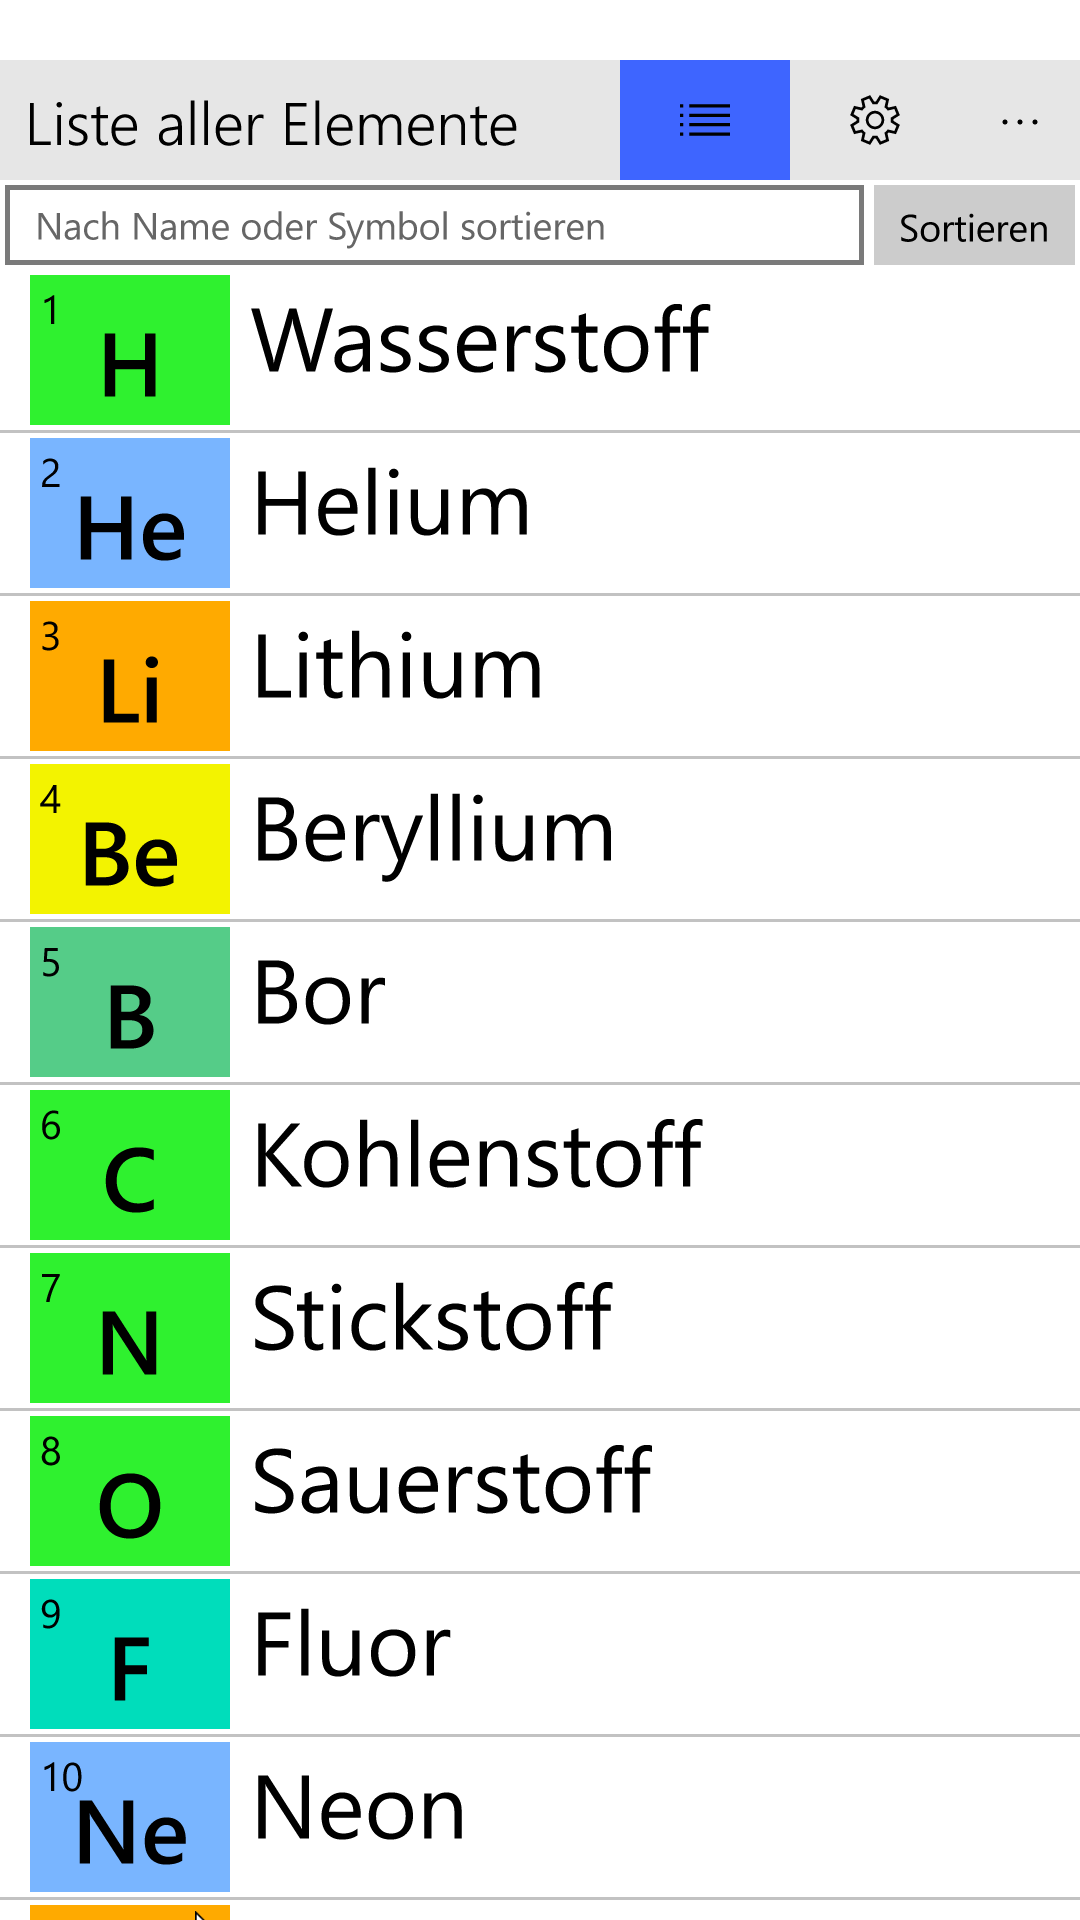 Liste aller Elemente
...
Nach Name oder Symbol sortieren
Sortieren
1
H
Wasserstoff
2
He
Helium
3
Li
Lithium
4
Be
Beryllium
5
B
Bor
6
C
Kohlenstoff
7
N
Stickstoff
8
O
Sauerstoff
9
F
Fluor
10
Ne
Neon